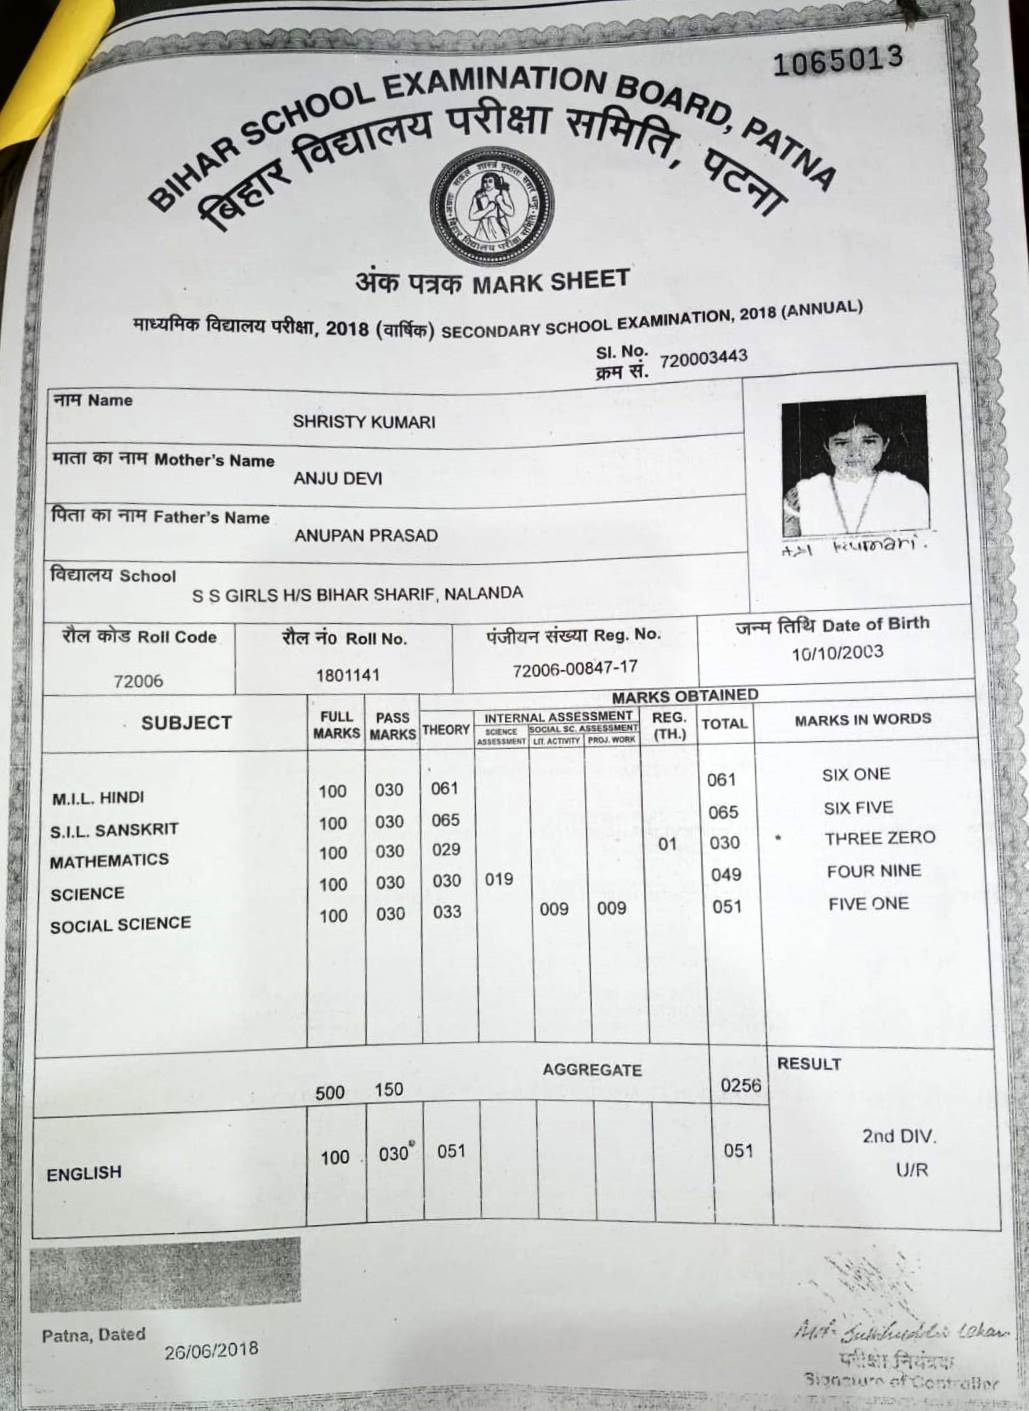 1065013
BIHAR SCHOOL EXAMINATION BOARD, PATNA
बिहार विद्यालय परीक्षा समिति, पटना
अंक पत्रक MARK SHEET
माध्यमिक विद्यालय परीक्षा, 2018 (वार्षिक) SECONDARY SCHOOL EXAMINATION, 2018 (ANNUAL)
Sl. No.
क्रम सं. 720003443
नाम Name
SHRISTY KUMARI
माता का नाम Mother's Name
ANJU DEVI
पिता का नाम Father's Name
ANUPAN PRASAD
Kumari.
विद्यालय School
S S GIRLS H/S BIHAR SHARIF, NALANDA
रौल कोड Roll Code रौल नं० Roll No. पंजीयन संख्या Reg. No. जन्म तिथि Date of Birth
72006 1801141 72006-00847-17 10/10/2003
MARKS OBTAINED
SUBJECT FULL MARKS PASS MARKS THEORY INTERNAL ASSESSMENT REG. (TH.) TOTAL MARKS IN WORDS
SCIENCE ASSESSMENT SOCIAL SC. ASSESSMENT
LIT. ACTIVITY PROJ. WORK
M.I.L. HINDI 100 030 061 061 SIX ONE
S.I.L. SANSKRIT 100 030 065 065 SIX FIVE
MATHEMATICS 100 030 029 01 030 * THREE ZERO
SCIENCE 100 030 030 019 049 FOUR NINE
SOCIAL SCIENCE 100 030 033 009 009 051 FIVE ONE
AGGREGATE RESULT
500 150 0256
ENGLISH 100 030 051 051 2nd DIV.
U/R
Patna, Dated
26/06/2018
परीक्षा नियंत्रक
Signature of Controller